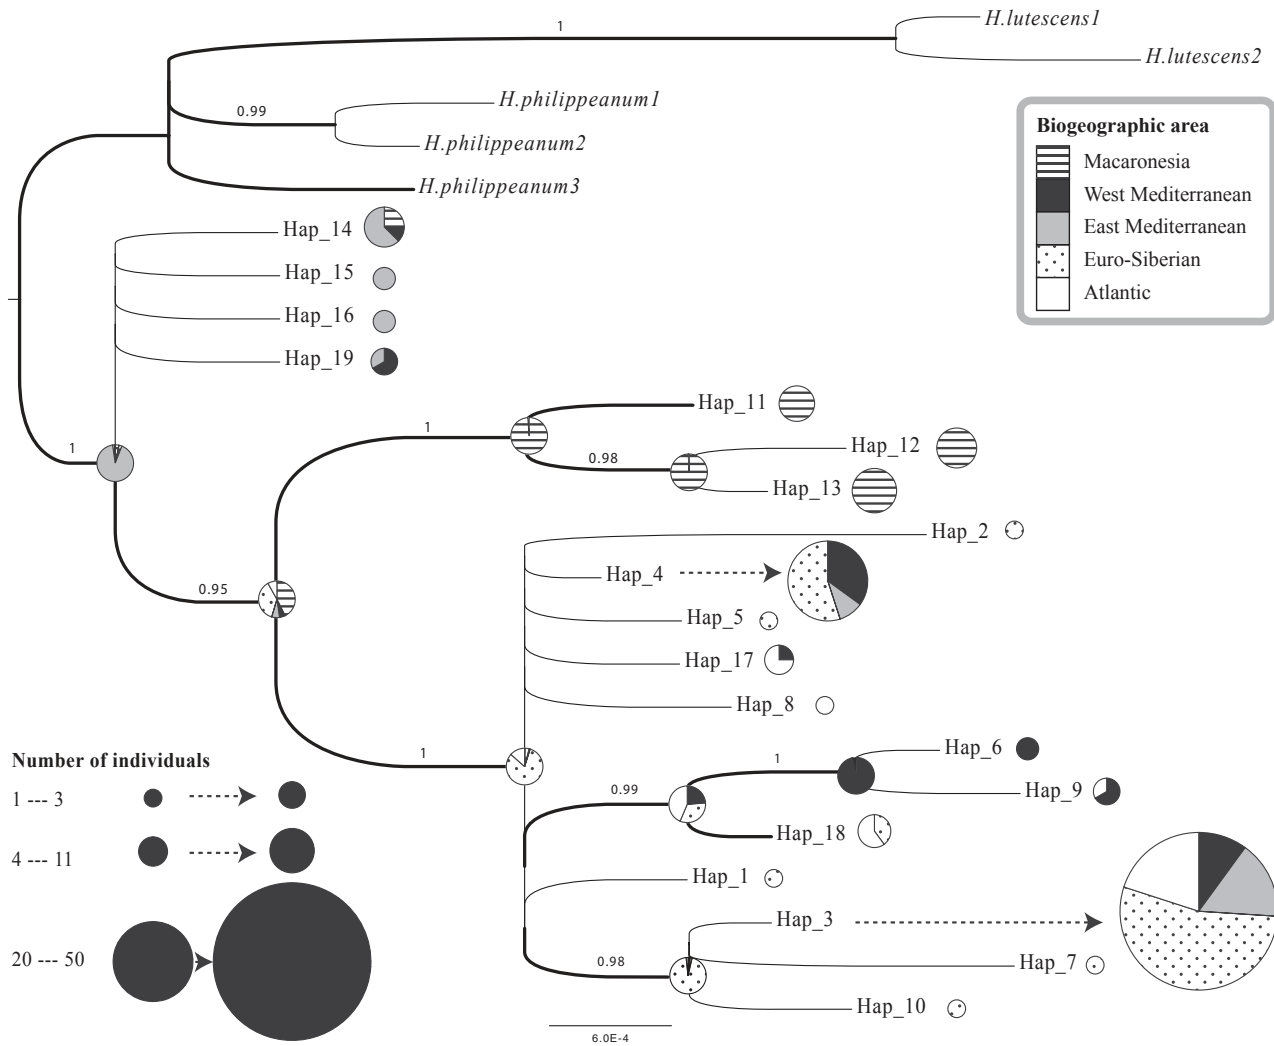 1
H.lutescens1
H.lutescens2
H.philippeanum1
0.99
H.philippeanum2
H.philippeanum3
Biogeographic area
Macaronesia
West Mediterranean
East Mediterranean
Euro-Siberian
Atlantic
Hap_14
Hap_15
Hap_16
Hap_19
Hap_11
1
1
Hap_12
0.98
Hap_13
Hap_2
Hap_4
0.95
Hap_5
Hap_17
Hap_8
1
Hap_6
1
0.99
Hap_9
Hap_18
Hap_1
Hap_3
0.98
Hap_7
Hap_10
6.0E-4
Number of individuals
1 --- 3
4 --- 11
20 --- 50